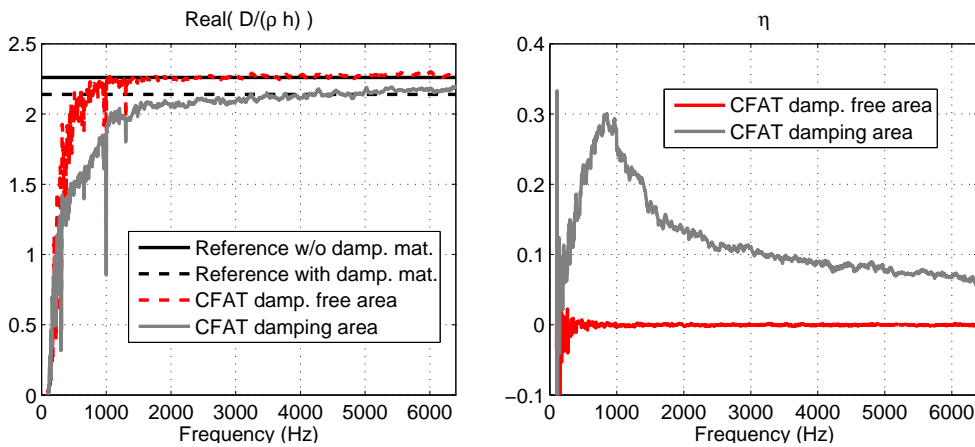 Real( D/(ρ h) )
2.5
2
1.5
1
0.5
0
0 1000 2000 3000 4000 5000 6000
Frequency (Hz)
Reference w/o damp. mat.
Reference with damp. mat.
CFAT damp. free area
CFAT damping area
η
0.4
0.3
0.2
0.1
0
−0.1
0 1000 2000 3000 4000 5000 6000
Frequency (Hz)
CFAT damp. free area
CFAT damping area